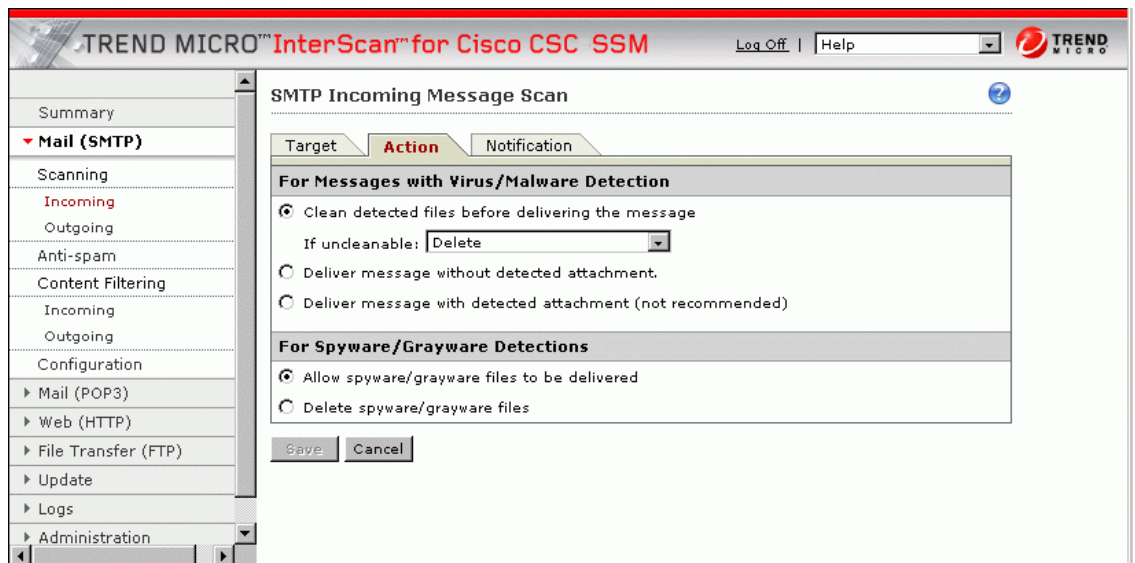 TREND MICRO™ InterScan™ for Cisco CSC SSM
Log Off | Help
TREND MICRO
Summary
Mail (SMTP)
Scanning
Incoming
Outgoing
Anti-spam
Content Filtering
Incoming
Outgoing
Configuration
Mail (POP3)
Web (HTTP)
File Transfer (FTP)
Update
Logs
Administration
SMTP Incoming Message Scan
?
Target Action Notification
For Messages with Virus/Malware Detection
Clean detected files before delivering the message
If uncleanable: Delete
Deliver message without detected attachment.
Deliver message with detected attachment (not recommended)
For Spyware/Grayware Detections
Allow spyware/grayware files to be delivered
Delete spyware/grayware files
Save Cancel